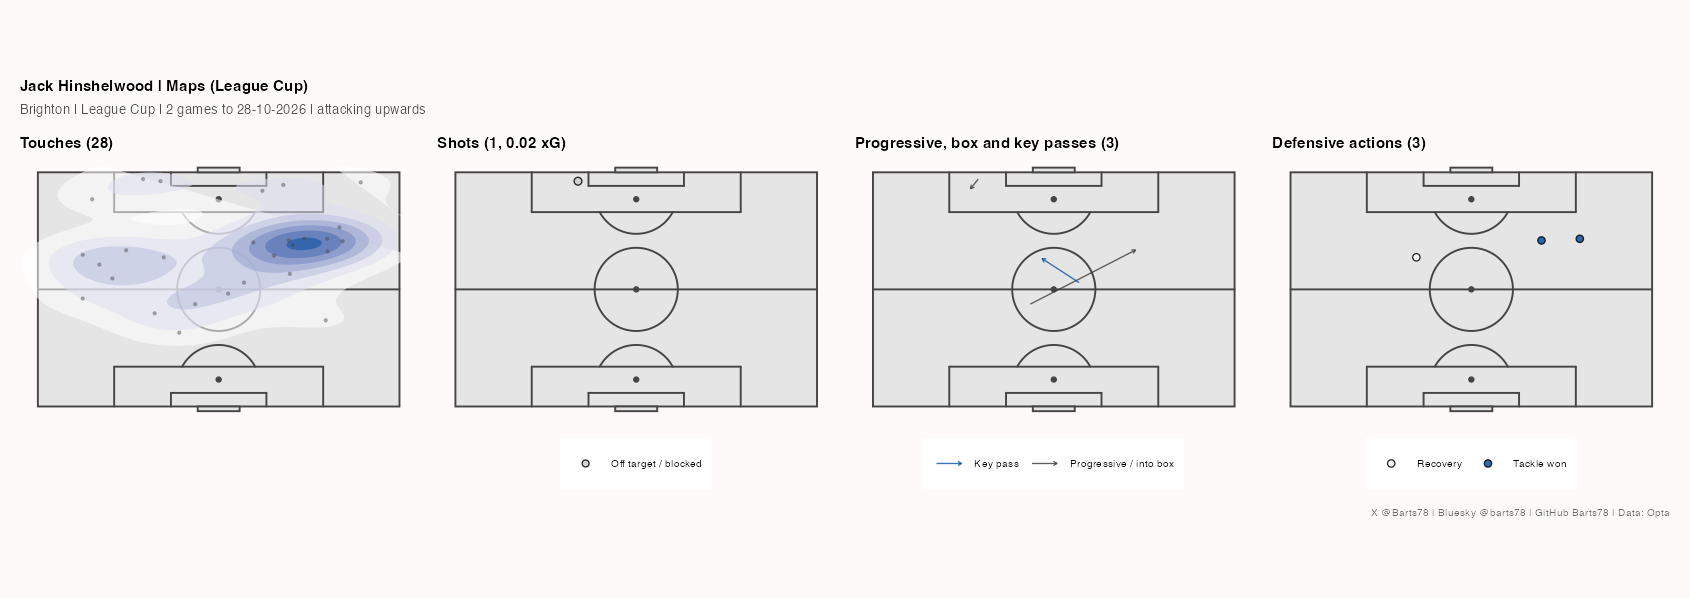 Jack Hinshelwood | Maps (League Cup)
Brighton | League Cup | 2 games to 28-10-2026 | attacking upwards
Touches (28)
Shots (1, 0.02 xG)
Progressive, box and key passes (3)
Defensive actions (3)
Off target / blocked
Key pass
Progressive / into box
Recovery
Tackle won
X @Barts78 | Bluesky @barts78 | GitHub Barts78 | Data: Opta